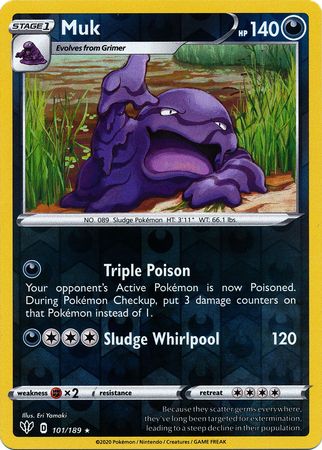 STAGE 1
Muk
HP 140
Evolves from Grimer
NO. 089 Sludge Pokémon HT: 3'11" WT: 66.1 lbs.
Triple Poison
Your opponent's Active Pokémon is now Poisoned.
During Pokémon Checkup, put 3 damage counters on
that Pokémon instead of 1.
Sludge Whirlpool 120
weakness ×2 resistance retreat
Illus. Eri Yamaki
101/189 ★
Because they scatter germs everywhere,
they've long been targeted for extermination,
leading to a steep decline in their population.
©2020 Pokémon / Nintendo / Creatures / GAME FREAK